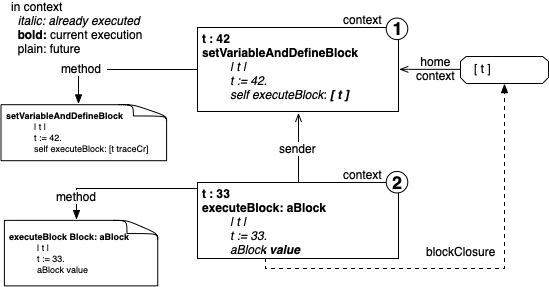 in context
italic: already executed
bold: current execution
plain: future
method
setVariableAndDefineBlock
| t |
t := 42.
self executeBlock: [t traceCr]
context
1
t : 42
setVariableAndDefineBlock
| t |
t := 42.
self executeBlock: [ t ]
home
context
[ t ]
sender
method
executeBlock Block: aBlock
| t |
t := 33.
aBlock value
context
2
t : 33
executeBlock: aBlock
| t |
t := 33.
aBlock value
blockClosure